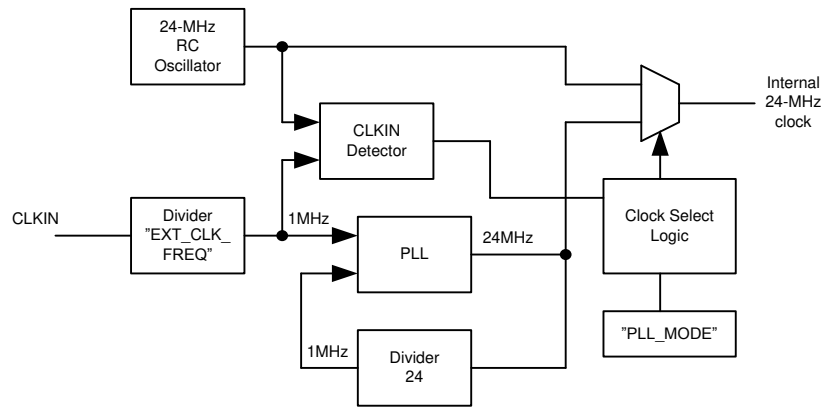 24-MHz
RC
Oscillator
Internal
24-MHz
clock
CLKIN
Detector
CLKIN
Divider
"EXT_CLK_
FREQ"
1MHz
PLL
24MHz
Clock Select
Logic
"PLL_MODE"
1MHz
Divider
24